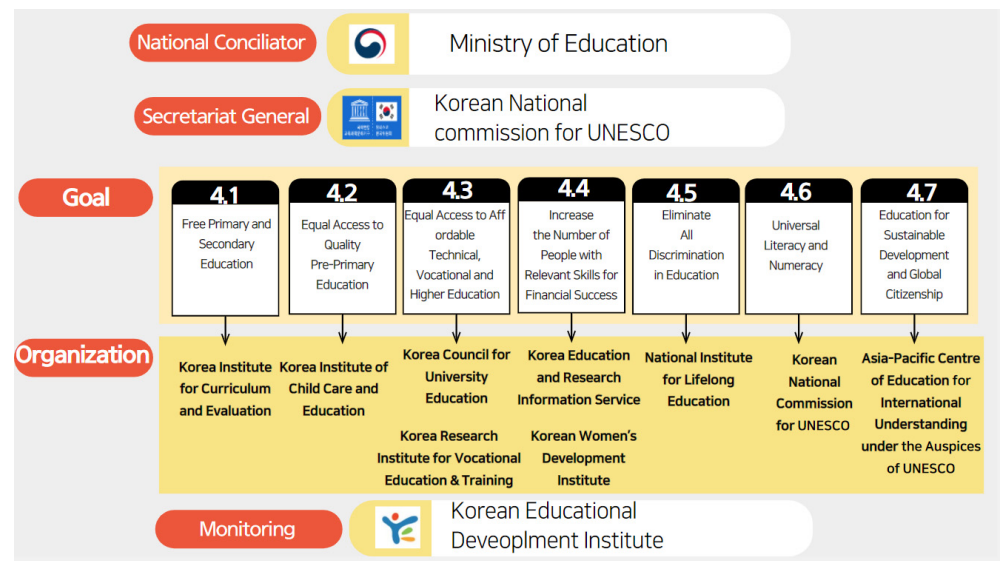 National Conciliator
Ministry of Education
Secretariat General
Korean National
commission for UNESCO
Goal
4.1
Free Primary and
Secondary
Education
4.2
Equal Access to
Quality
Pre-Primary
Education
4.3
Equal Access to Aff
ordable
Technical,
Vocational and
Higher Education
4.4
Increase
the Number of
People with
Relevant Skills for
Financial Success
4.5
Eliminate
All
Discrimination
in Education
4.6
Universal
Literacy and
Numeracy
4.7
Education for
Sustainable
Development
and Global
Citizenship
Organization
Korea Institute
for Curriculum
and Evaluation
Korea Institute of
Child Care and
Education
Korea Council for
University
Education
Korea Research
Institute for Vocational
Education & Training
Korea Education
and Research
Information Service
Korean Women's
Development
Institute
National Institute
for Lifelong
Education
Korean
National
Commission
for UNESCO
Asia-Pacific Centre
of Education for
International
Understanding
under the Auspices
of UNESCO
Monitoring
Korean Educational
Deveoplment Institute